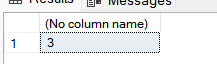 Results Messages
(No column name)
1 3